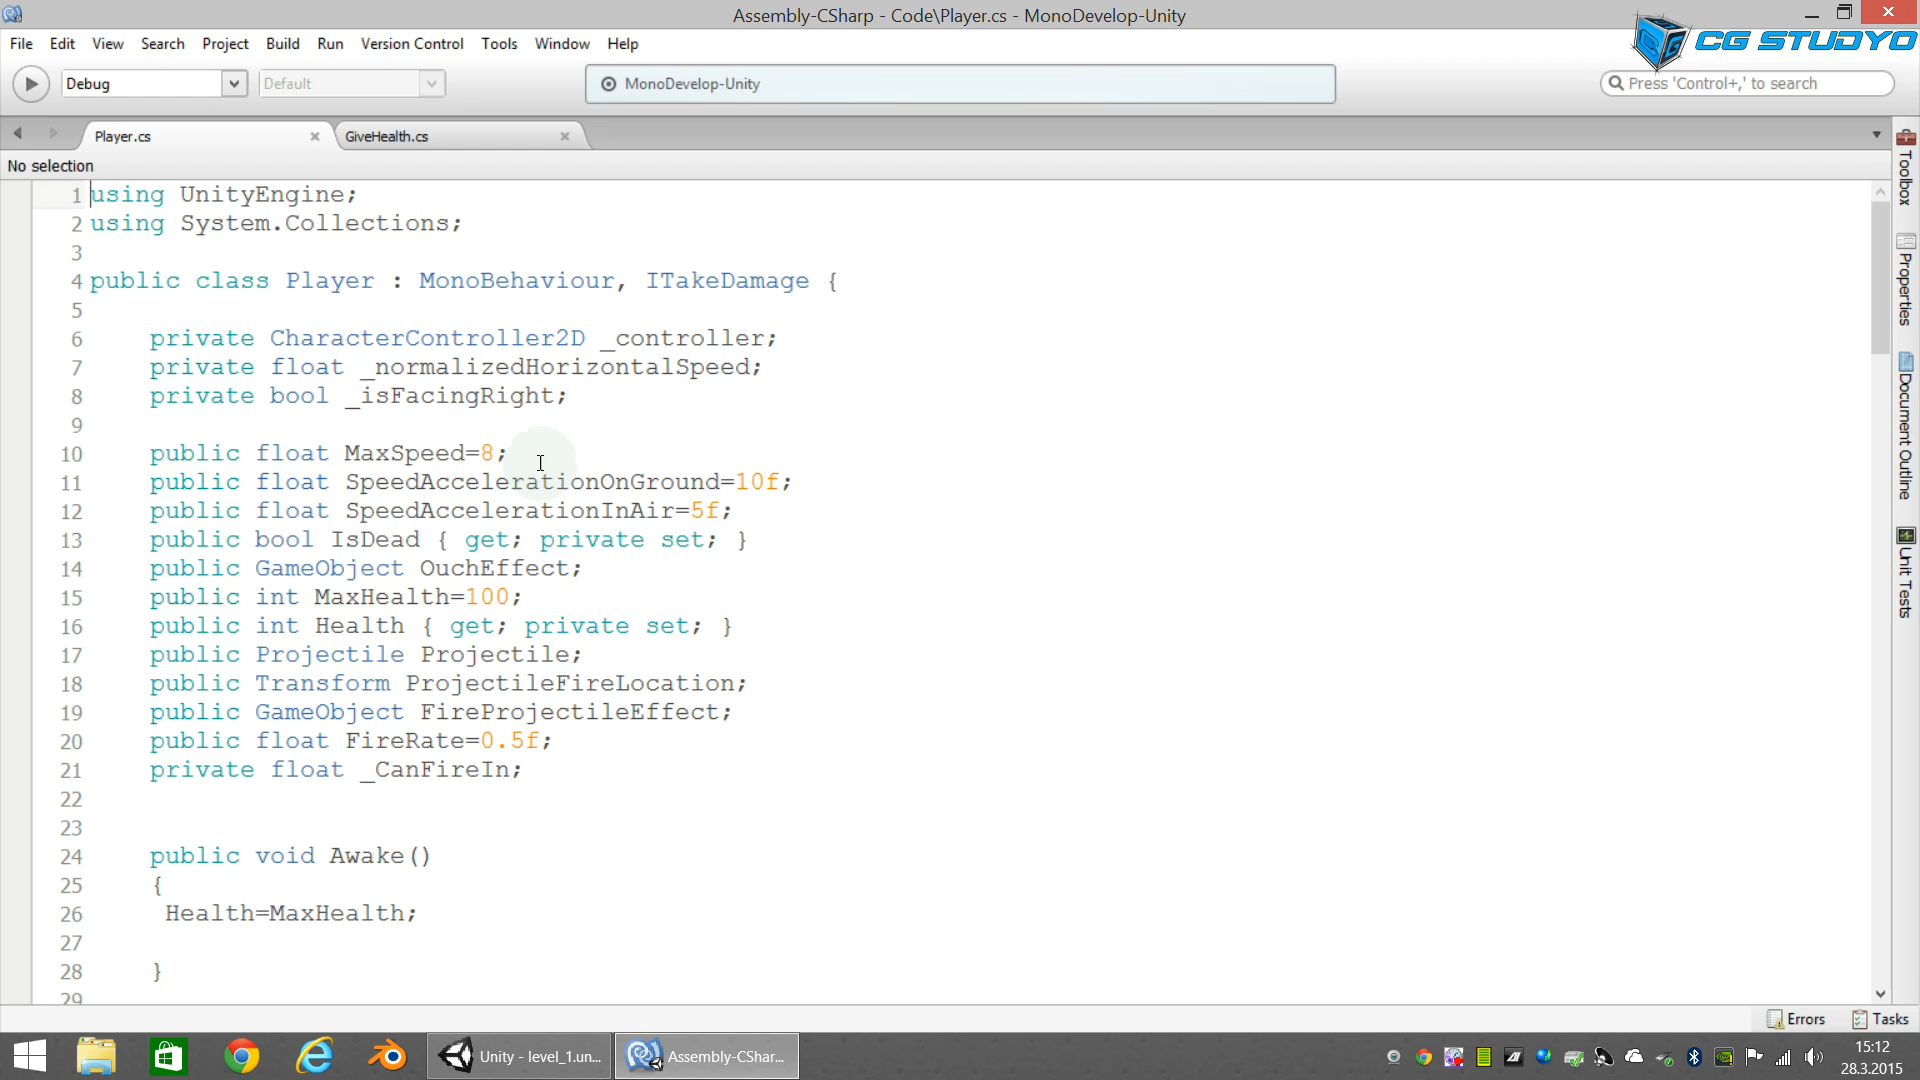 Assembly-CSharp - Code\Player.cs - MonoDevelop-Unity
CG STUDYO
File Edit View Search Project Build Run Version Control Tools Window Help
Debug
Default
MonoDevelop-Unity
Press 'Control+,' to search
Player.cs
GiveHealth.cs
No selection
Toolbox
Properties
Document Outline
Unit Tests
1 using UnityEngine;
2 using System.Collections;
3
4 public class Player : MonoBehaviour, ITakeDamage {
5
6 private CharacterController2D _controller;
7 private float _normalizedHorizontalSpeed;
8 private bool _isFacingRight;
9
10 public float MaxSpeed=8;
11 public float SpeedAccelerationOnGround=10f;
12 public float SpeedAccelerationInAir=5f;
13 public bool IsDead { get; private set; }
14 public GameObject OuchEffect;
15 public int MaxHealth=100;
16 public int Health { get; private set; }
17 public Projectile Projectile;
18 public Transform ProjectileFireLocation;
19 public GameObject FireProjectileEffect;
20 public float FireRate=0.5f;
21 private float _CanFireIn;
22
23
24 public void Awake()
25 {
26 Health=MaxHealth;
27
28 }
29
Errors
Tasks
Unity - level_1.un...
Assembly-CShar...
15:12
28.3.2015